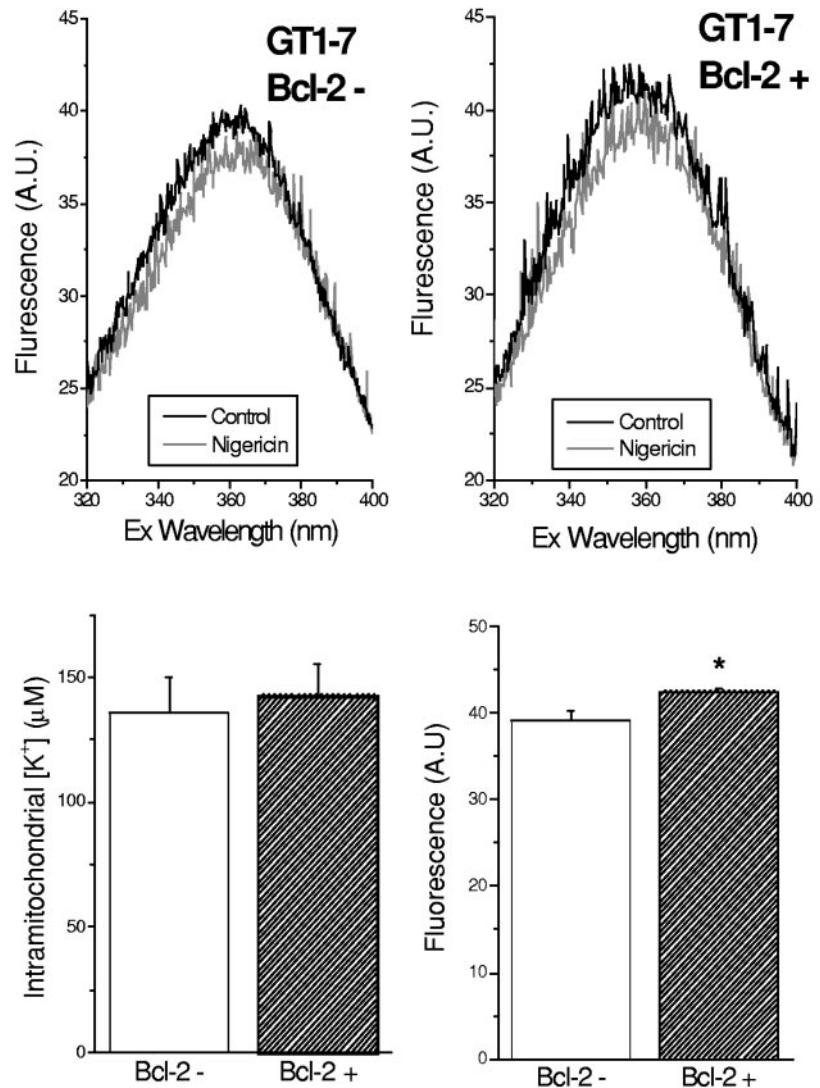 GT1-7
Bcl-2 -
Flurescence (A.U.)
45
40
35
30
25
20
Control
Nigericin
320 340 360 380 400
Ex Wavelength (nm)
GT1-7
Bcl-2 +
Flurescence (A.U.)
45
40
35
30
25
20
Control
Nigericin
320 340 360 380 400
Ex Wavelength (nm)
Intramitochondrial [K⁺] (μM)
150
100
50
0
Bcl-2 - Bcl-2 +
Fluorescence (A.U)
50
40
30
20
10
0
*
Bcl-2 - Bcl-2 +